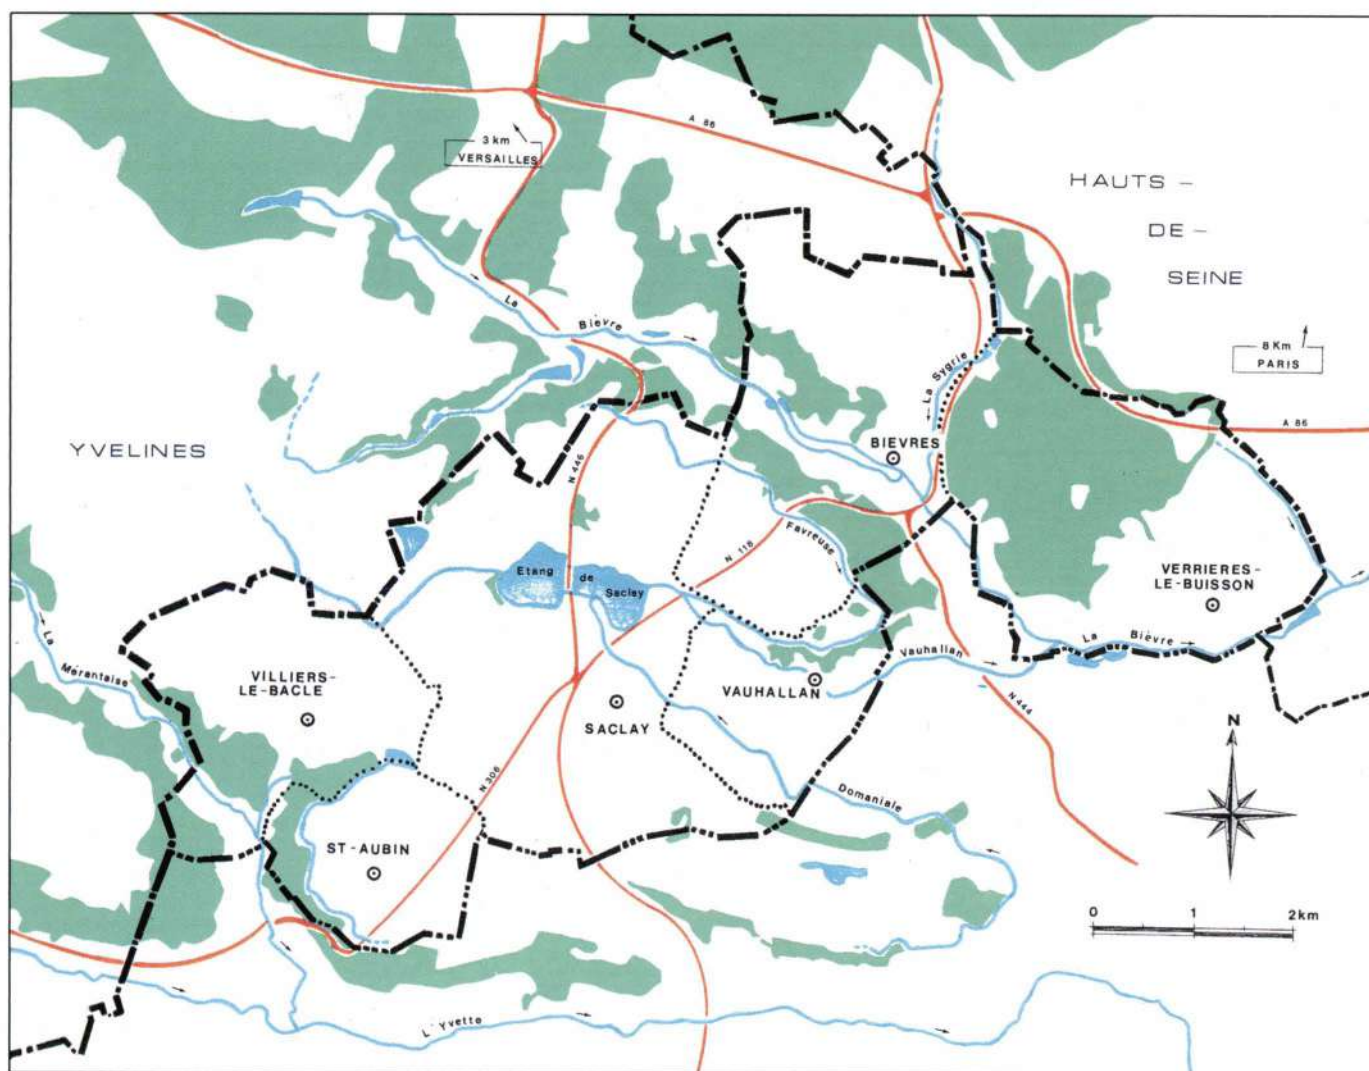 A 86
3 km
VERSAILLES
HAUTS -
DE -
SEINE
La
Bièvre
8 Km
PARIS
La Sygrie
A 86
YVELINES
BIEVRES
N 446
Favreuse
N 118
Etang
de
Saclay
VERRIERES-
LE-BUISSON
La
Mérantaise
La
Bièvre
Vauhallan
VILLIERS-
LE-BACLE
VAUHALLAN
SACLAY
N444
N
N 306
Domaniale
ST-AUBIN
0
1
2km
L'Yvette